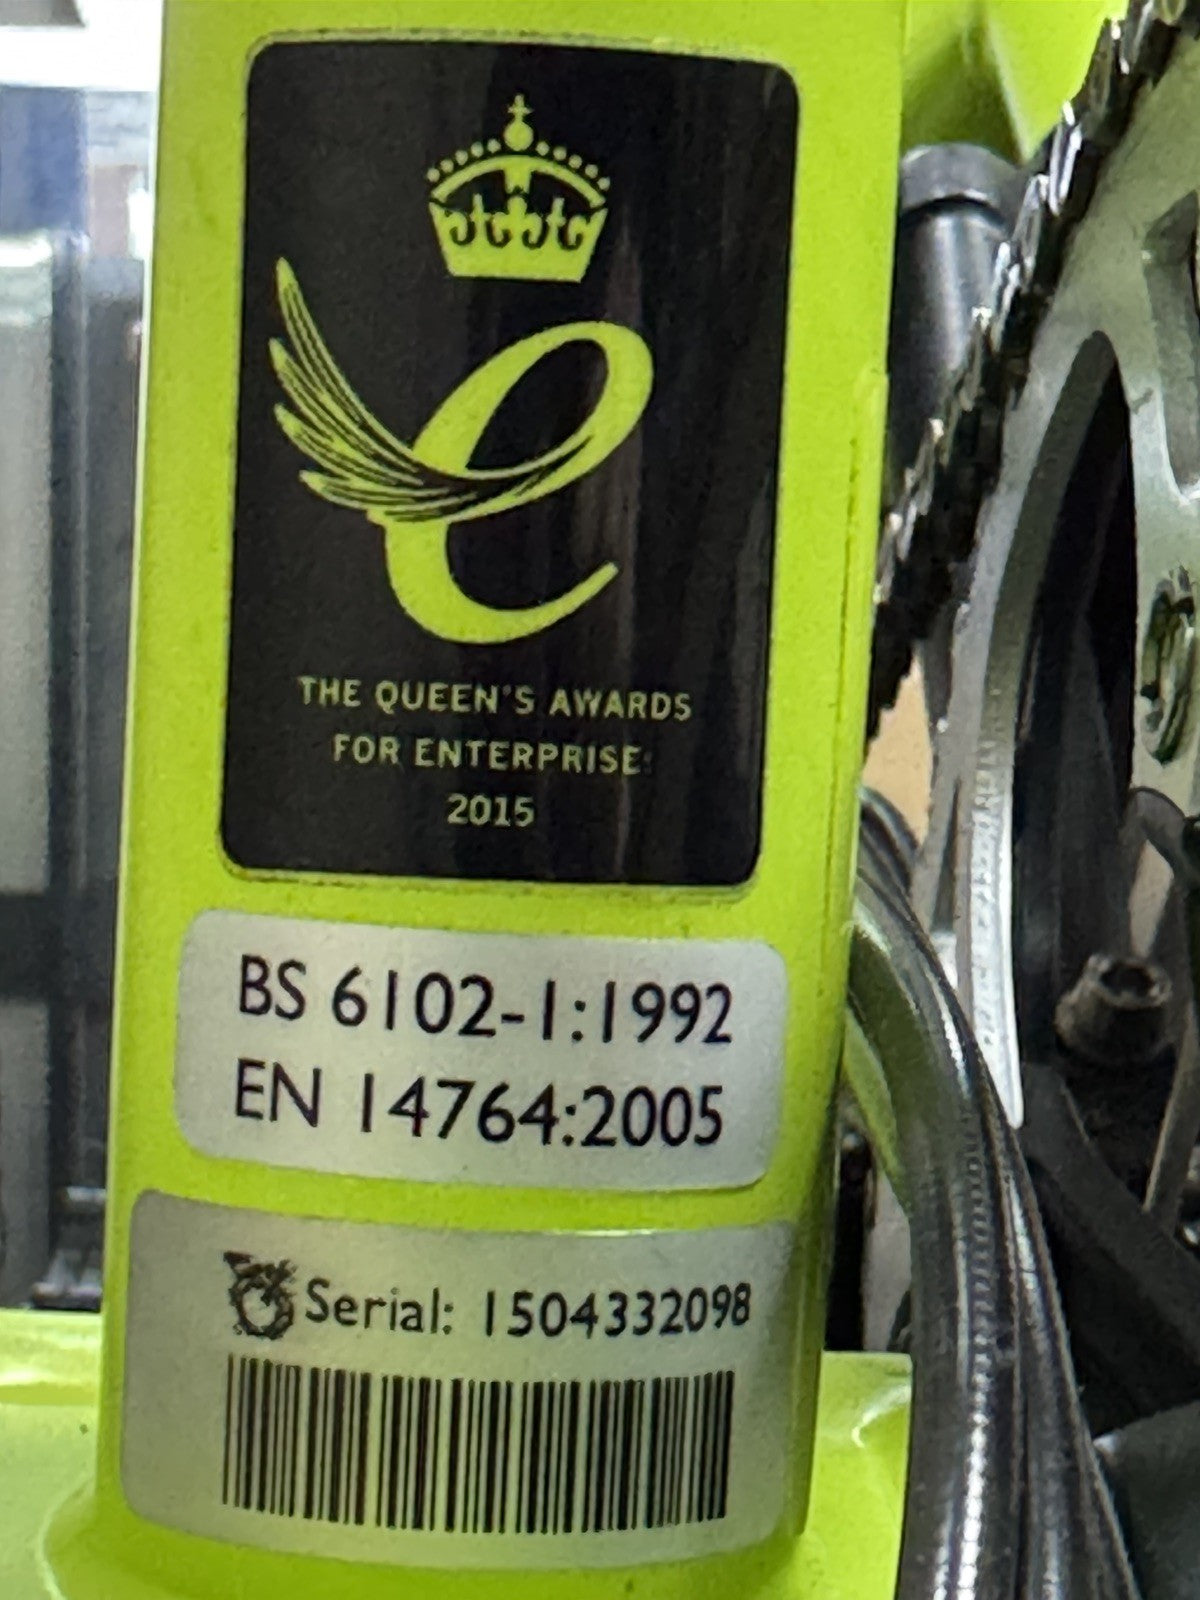 THE QUEEN'S AWARDS
FOR ENTERPRISE:
2015
BS 6102-1:1992
EN 14764:2005
Serial: 1504332098